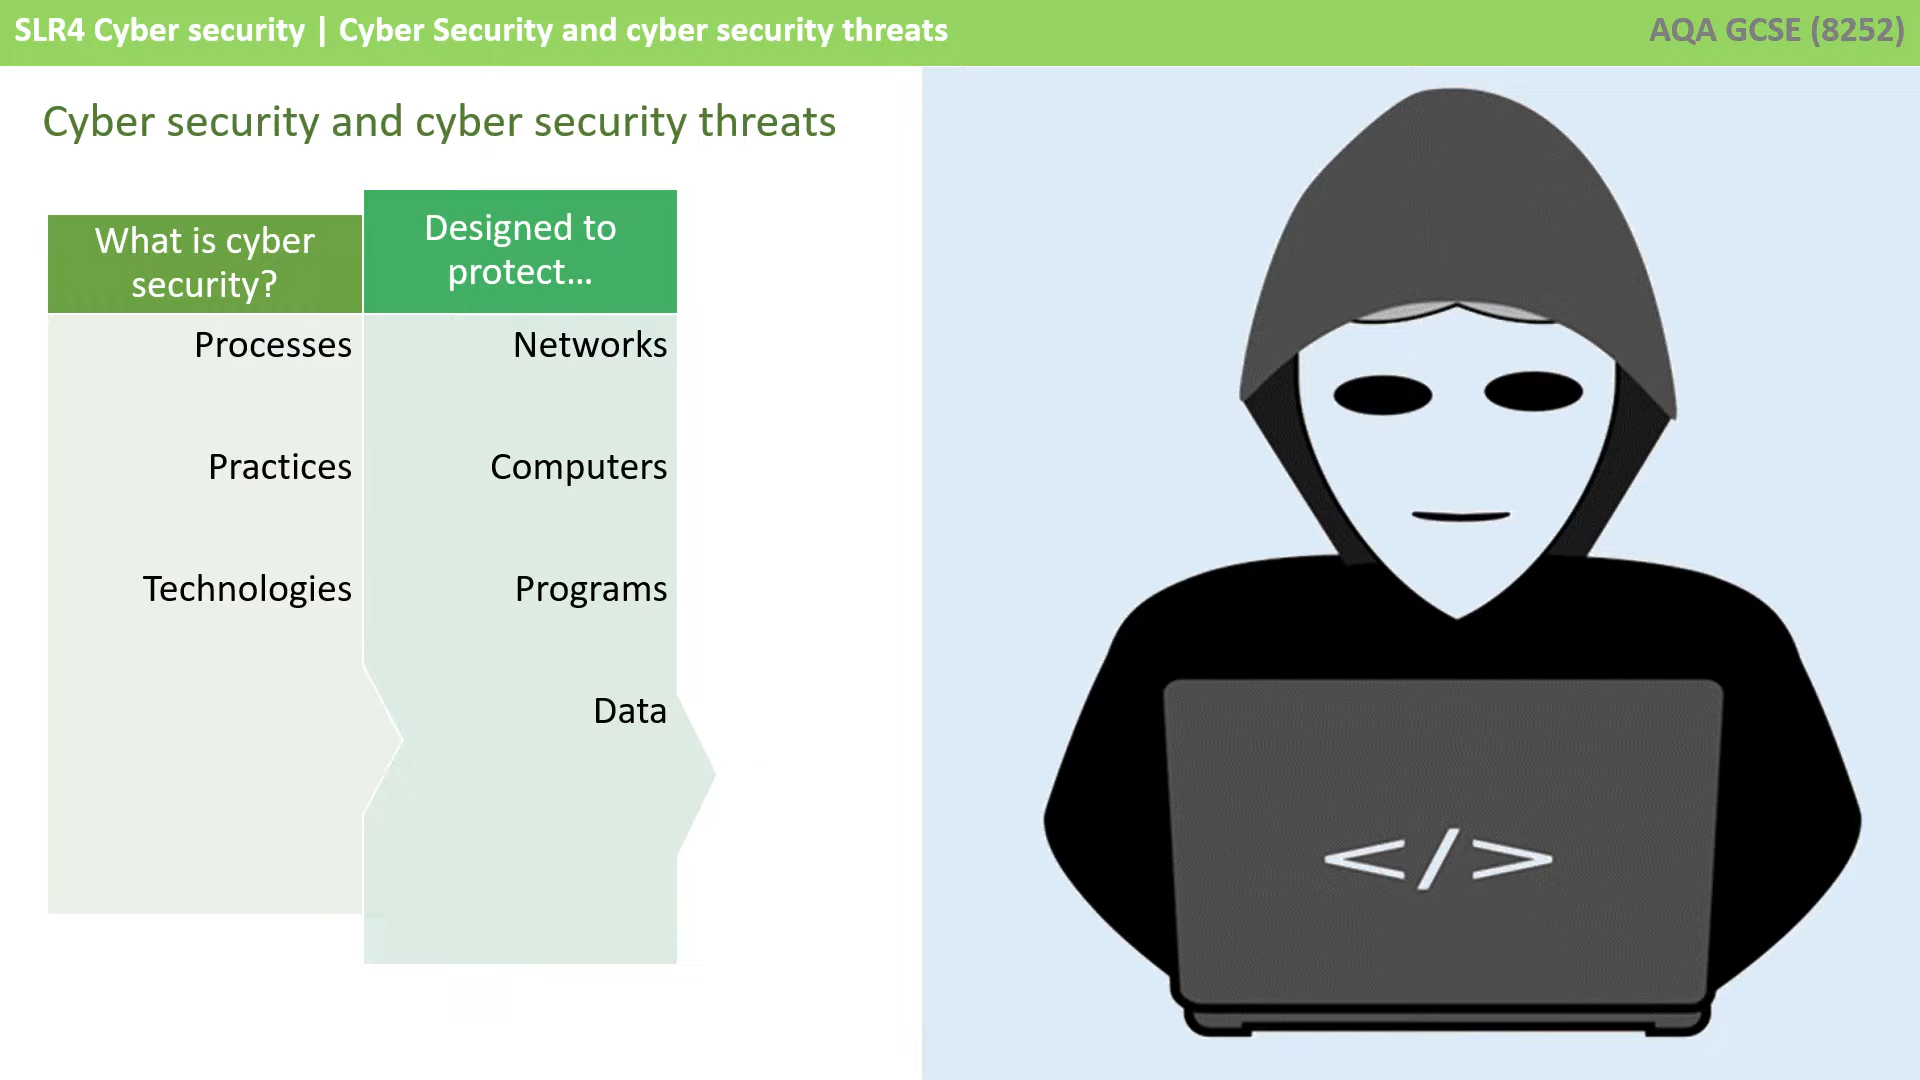 SLR4 Cyber security | Cyber Security and cyber security threats
AQA GCSE (8252)
Cyber security and cyber security threats
What is cyber
security?
Processes
Practices
Technologies
Designed to
protect...
Networks
Computers
Programs
Data
</>